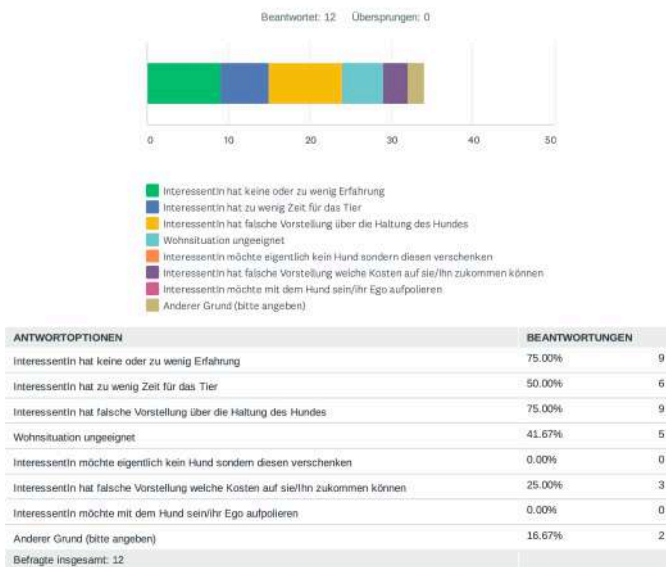 Beantwortet: 12 Übersprungen: 0
0 10 20 30 40 50
InteressentIn hat keine oder zu wenig Erfahrung
InteressentIn hat zu wenig Zeit für das Tier
InteressentIn hat falsche Vorstellung über die Haltung des Hundes
Wohnsituation ungeeignet
InteressentIn möchte eigentlich kein Hund sondern diesen verschenken
InteressentIn hat falsche Vorstellung welche Kosten auf sie/Ihn zukommen können
InteressentIn möchte mit dem Hund sein/ihr Ego aufpolieren
Anderer Grund (bitte angeben)
ANTWORTOPTIONEN BEANTWORTUNGEN
InteressentIn hat keine oder zu wenig Erfahrung 75.00% 9
InteressentIn hat zu wenig Zeit für das Tier 50.00% 6
InteressentIn hat falsche Vorstellung über die Haltung des Hundes 75.00% 9
Wohnsituation ungeeignet 41.67% 5
InteressentIn möchte eigentlich kein Hund sondern diesen verschenken 0.00% 0
InteressentIn hat falsche Vorstellung welche Kosten auf sie/Ihn zukommen können 25.00% 3
InteressentIn möchte mit dem Hund sein/ihr Ego aufpolieren 0.00% 0
Anderer Grund (bitte angeben) 16.67% 2
Befragte insgesamt: 12